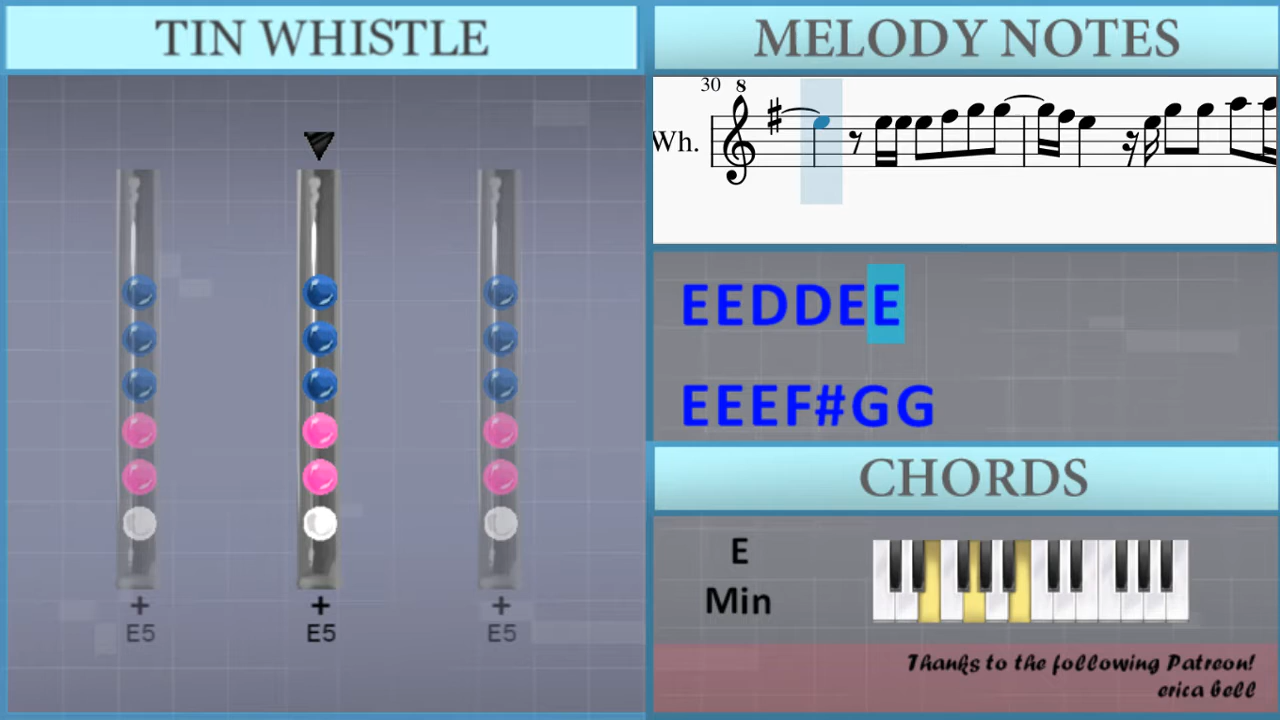 TIN WHISTLE
+
E5
+
E5
+
E5
MELODY NOTES
30
8
Wh.
EEDDEE
EEEF#GG
CHORDS
E
Min
Thanks to the following Patreon!
erica bell